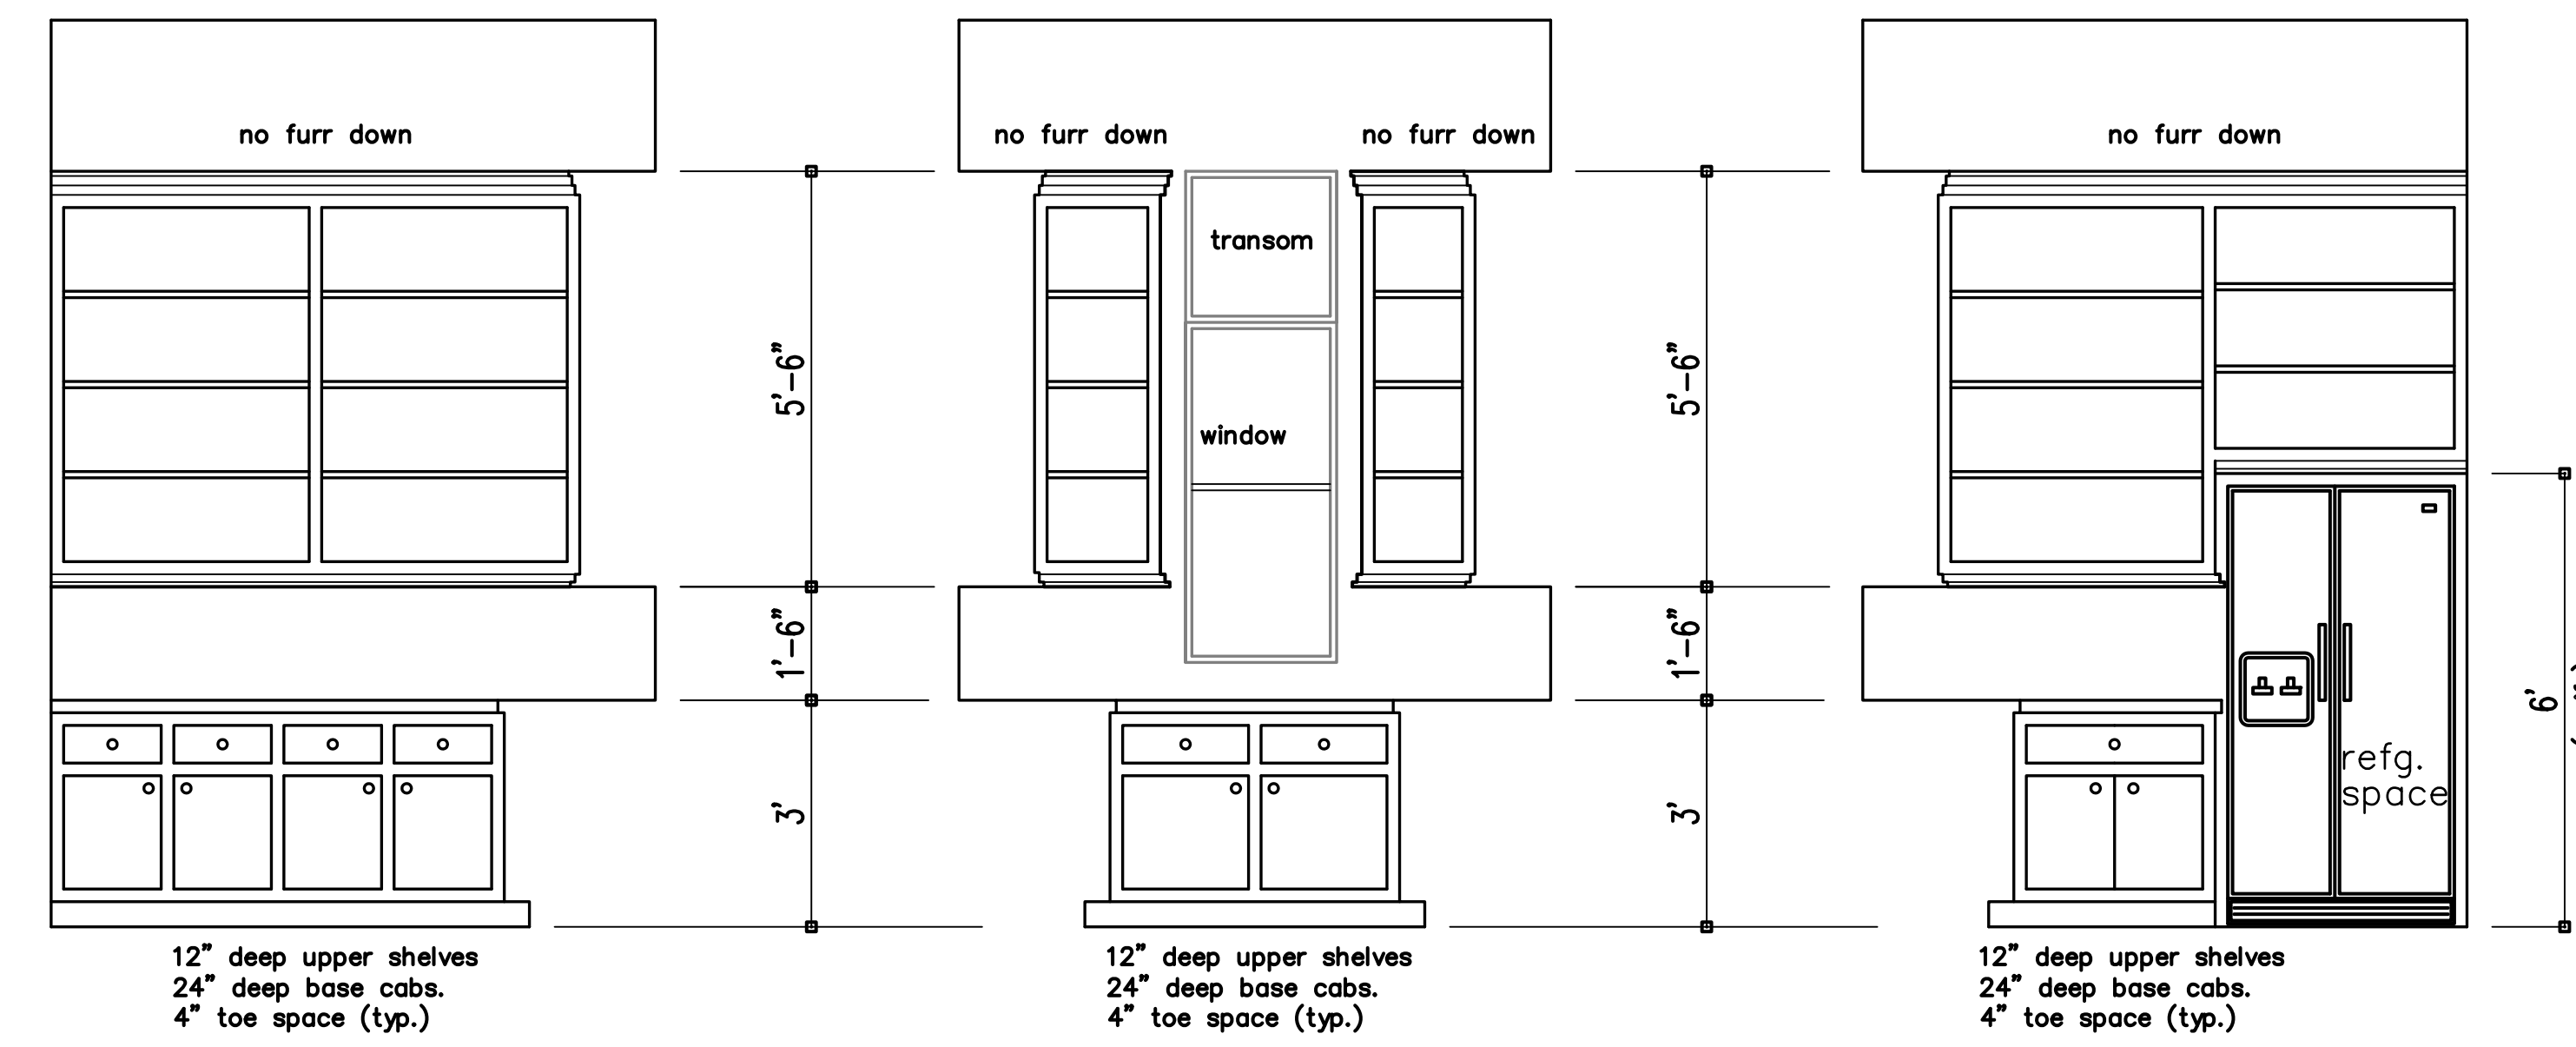 no furr down
no furr down
no furr down
no furr down
transom
window
5'-6"
5'-6"
1'-6"
1'-6"
3'
3'
6'
refg.
space
12" deep upper shelves
24" deep base cabs.
4" toe space (typ.)
12" deep upper shelves
24" deep base cabs.
4" toe space (typ.)
12" deep upper shelves
24" deep base cabs.
4" toe space (typ.)